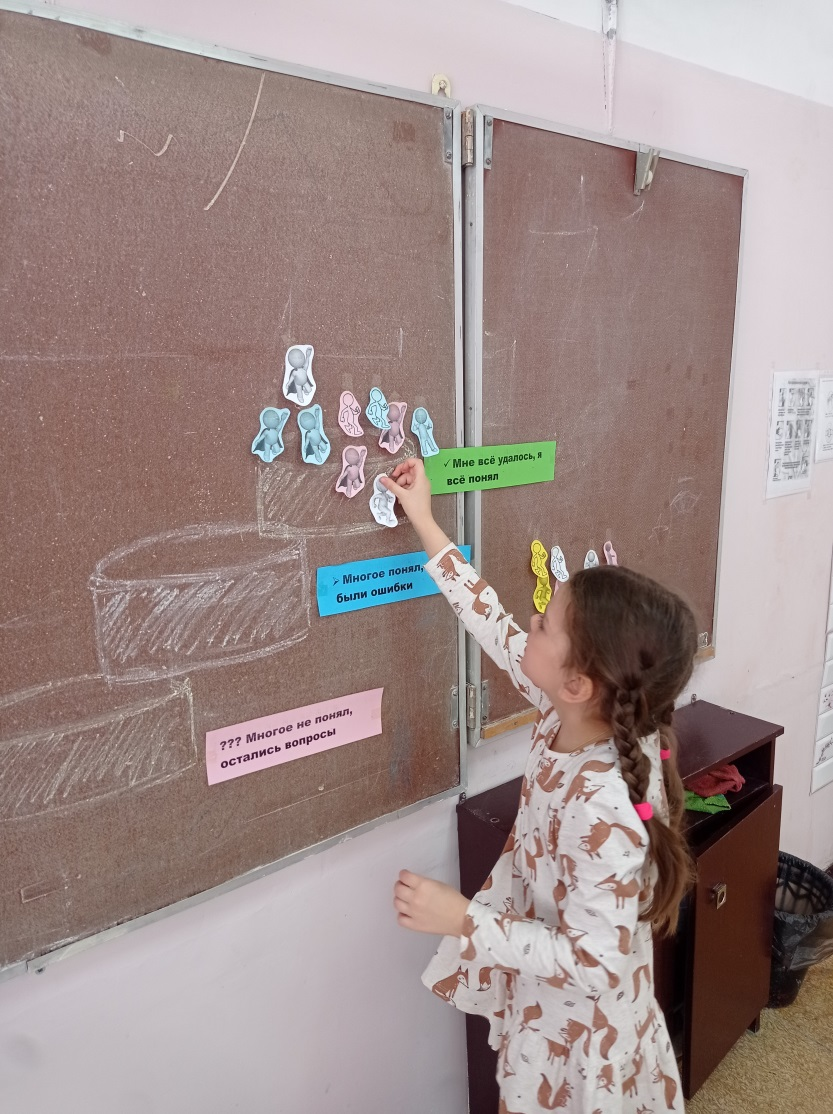 ✓ Мне всё удалось, я
всё понял
➢ Многое понял,
были ошибки
??? Многое не понял,
остались вопросы